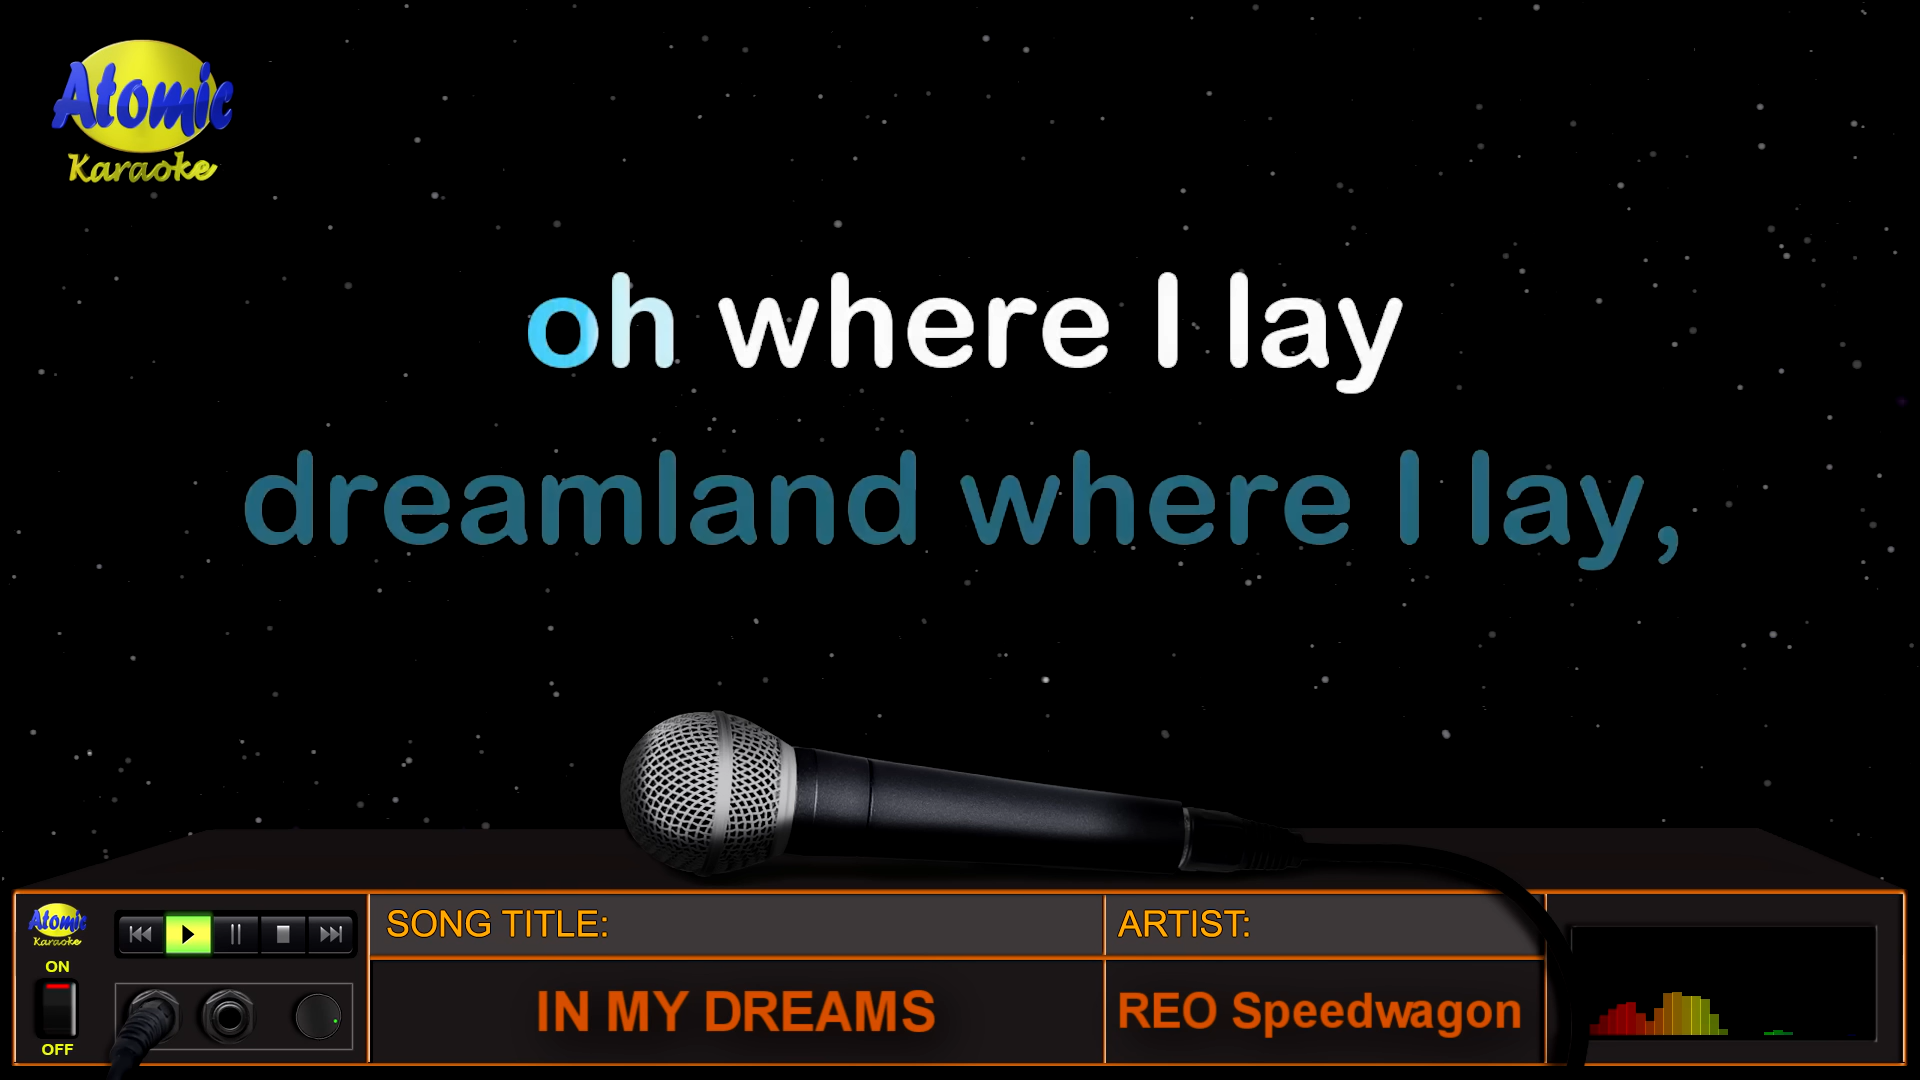 Atomic
Karaoke
oh where I lay
dreamland where I lay,
Atomic
Karaoke
ON
OFF
SONG TITLE:
IN MY DREAMS
ARTIST:
REO Speedwagon